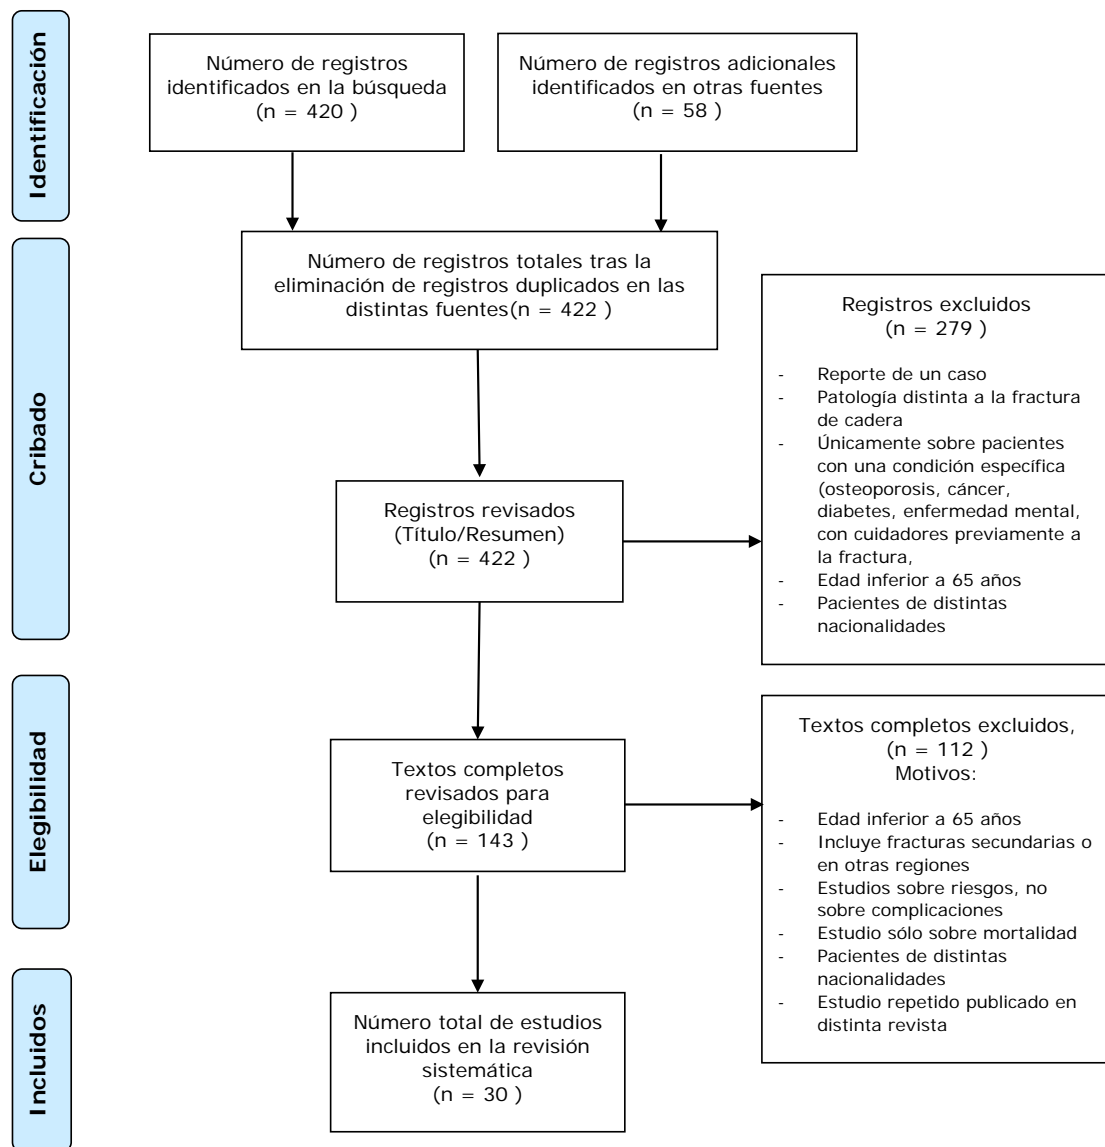 Identificación
Número de registros
identificados en la búsqueda
(n = 420 )
Número de registros adicionales
identificados en otras fuentes
(n = 58 )
Cribado
Número de registros totales tras la
eliminación de registros duplicados en las
distintas fuentes(n = 422 )
Registros revisados
(Título/Resumen)
(n = 422 )
Registros excluidos
(n = 279 )
- Reporte de un caso
- Patología distinta a la fractura
de cadera
- Únicamente sobre pacientes
con una condición específica
(osteoporosis, cáncer,
diabetes, enfermedad mental,
con cuidadores previamente a
la fractura,
- Edad inferior a 65 años
- Pacientes de distintas
nacionalidades
Elegibilidad
Textos completos
revisados para
elegibilidad
(n = 143 )
Textos completos excluidos,
(n = 112 )
Motivos:
- Edad inferior a 65 años
- Incluye fracturas secundarias o
en otras regiones
- Estudios sobre riesgos, no
sobre complicaciones
- Estudio sólo sobre mortalidad
- Pacientes de distintas
nacionalidades
- Estudio repetido publicado en
distinta revista
Incluidos
Número total de estudios
incluidos en la revisión
sistemática
(n = 30 )